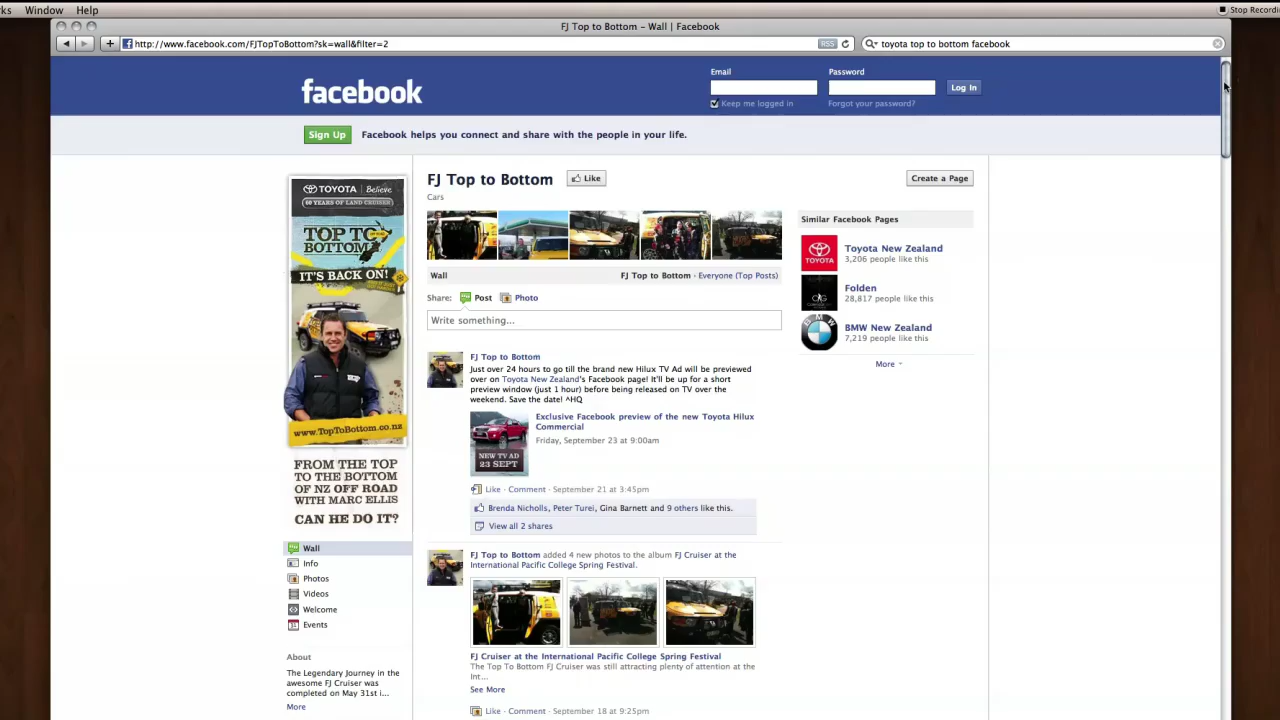 ks Window Help
Stop Recordi
FJ Top to Bottom – Wall | Facebook
http://www.facebook.com/FJTopToBottom?sk=wall&filter=2
RSS
toyota top to bottom facebook
facebook
Email
Password
Log In
Keep me logged in
Forgot your password?
Sign Up
Facebook helps you connect and share with the people in your life.
TOYOTA Believe
60 YEARS OF LAND CRUISER
TOP TO
BOTTOM
IT'S BACK ON!
www.TopToBottom.co.nz
FROM THE TOP
TO THE BOTTOM
OF NZ OFF ROAD
WITH MARC ELLIS
CAN HE DO IT?
Wall
Info
Photos
Videos
Welcome
Events
About
The Legendary Journey in the
awesome FJ Cruiser was
completed on May 31st i...
More
FJ Top to Bottom
Like
Cars
Wall
FJ Top to Bottom · Everyone (Top Posts)
Share: Post Photo
Write something...
FJ Top to Bottom
Just over 24 hours to go till the brand new Hilux TV Ad will be previewed
over on Toyota New Zealand's Facebook page! It'll be up for a short
preview window (just 1 hour) before being released on TV over the
weekend. Save the date! ^HQ
NEW TV AD
23 SEPT
Exclusive Facebook preview of the new Toyota Hilux
Commercial
Friday, September 23 at 9:00am
Like · Comment · September 21 at 3:45pm
Brenda Nicholls, Peter Turei, Gina Barnett and 9 others like this.
View all 2 shares
FJ Top to Bottom added 4 new photos to the album FJ Cruiser at the
International Pacific College Spring Festival.
FJ Cruiser at the International Pacific College Spring Festival
The Top To Bottom FJ Cruiser was still attracting plenty of attention at the
Int...
See More
Like · Comment · September 18 at 9:25pm
Create a Page
Similar Facebook Pages
TOYOTA
Toyota New Zealand
3,206 people like this
Folden
28,817 people like this
BMW
BMW New Zealand
7,219 people like this
More